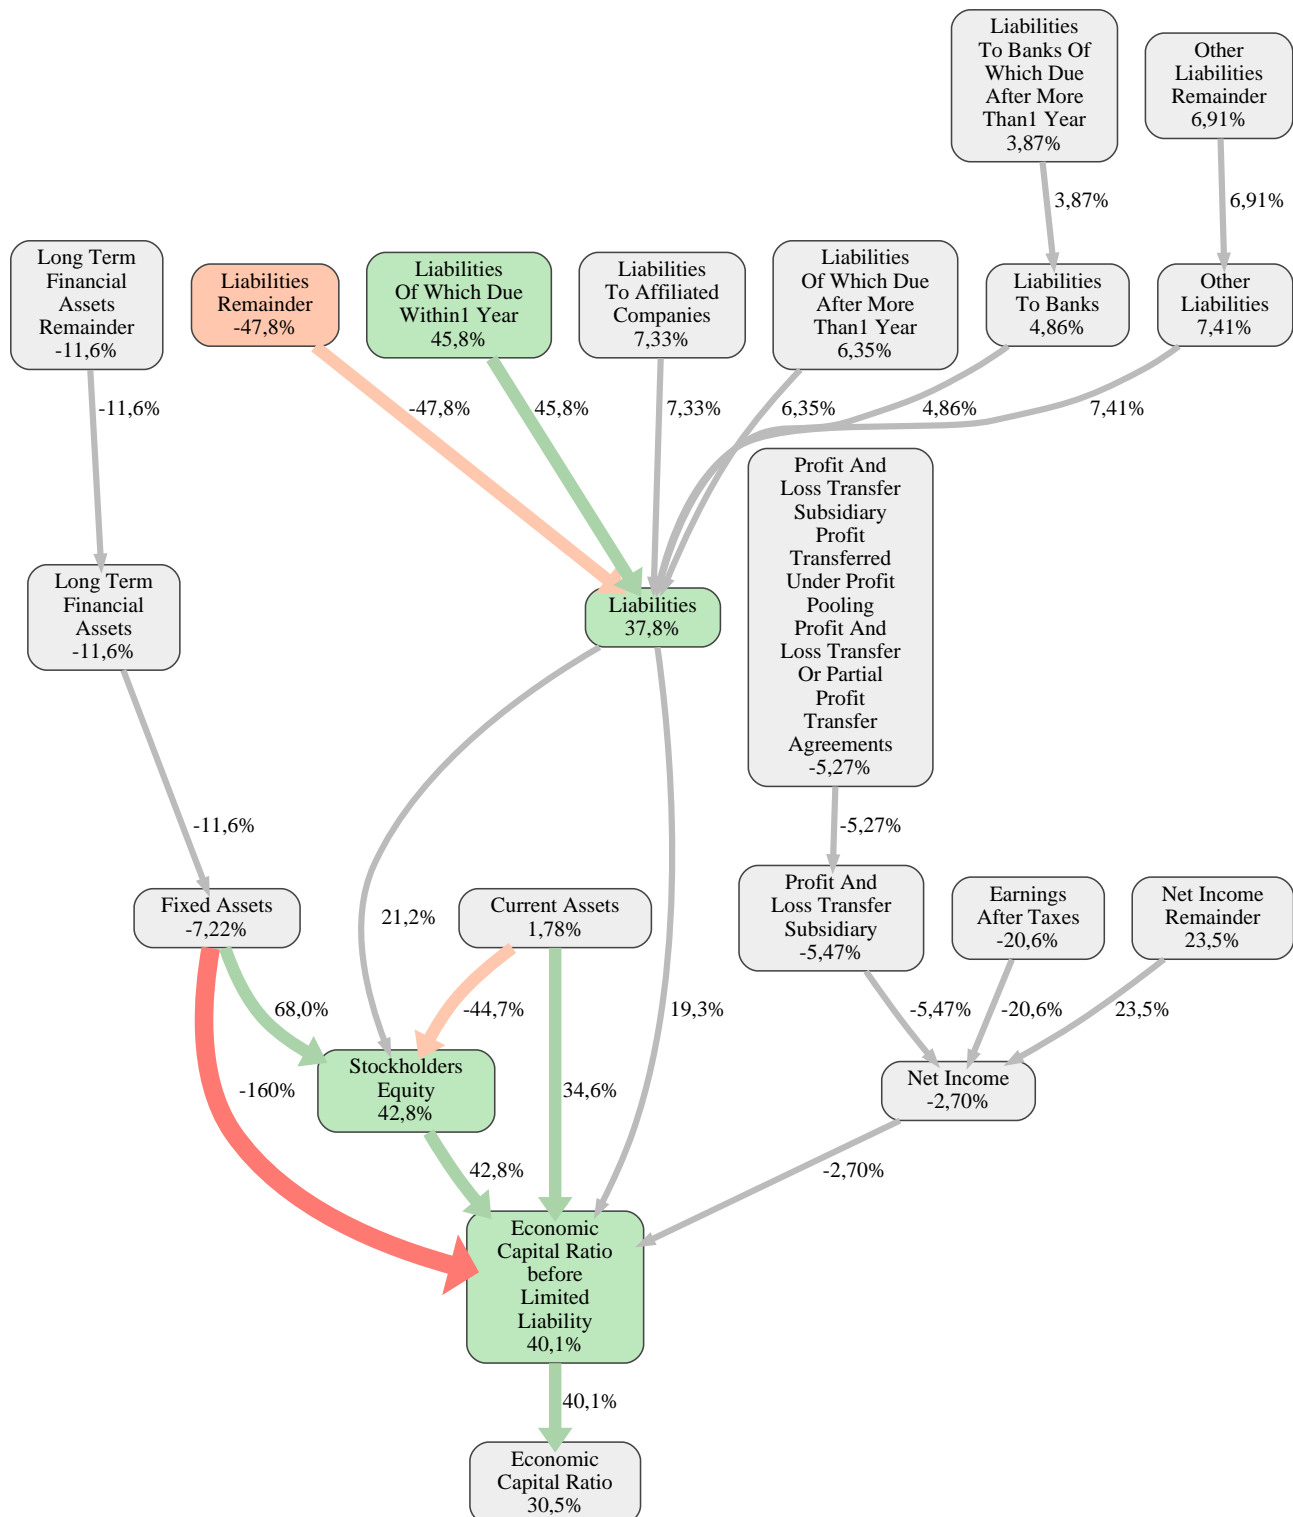 Liabilities
To Banks Of
Which Due
After More
Than1 Year
3,87%
Other
Liabilities
Remainder
6,91%
3,87%
6,91%
Long Term
Financial
Assets
Remainder
-11,6%
Liabilities
Remainder
-47,8%
Liabilities
Of Which Due
Within1 Year
45,8%
Liabilities
To Affiliated
Companies
7,33%
Liabilities
Of Which Due
After More
Than1 Year
6,35%
Liabilities
To Banks
4,86%
Other
Liabilities
7,41%
-11,6%
-47,8%
45,8%
7,33%
6,35%
4,86%
7,41%
Profit And
Loss Transfer
Subsidiary
Profit
Transferred
Under Profit
Pooling
Profit And
Loss Transfer
Or Partial
Profit
Transfer
Agreements
-5,27%
Long Term
Financial
Assets
-11,6%
Liabilities
37,8%
-11,6%
-5,27%
Fixed Assets
-7,22%
21,2%
Current Assets
1,78%
Profit And
Loss Transfer
Subsidiary
-5,47%
Earnings
After Taxes
-20,6%
Net Income
Remainder
23,5%
68,0%
-44,7%
19,3%
-5,47%
-20,6%
23,5%
-160%
Stockholders
Equity
42,8%
34,6%
Net Income
-2,70%
42,8%
-2,70%
Economic
Capital Ratio
before
Limited
Liability
40,1%
40,1%
Economic
Capital Ratio
30,5%